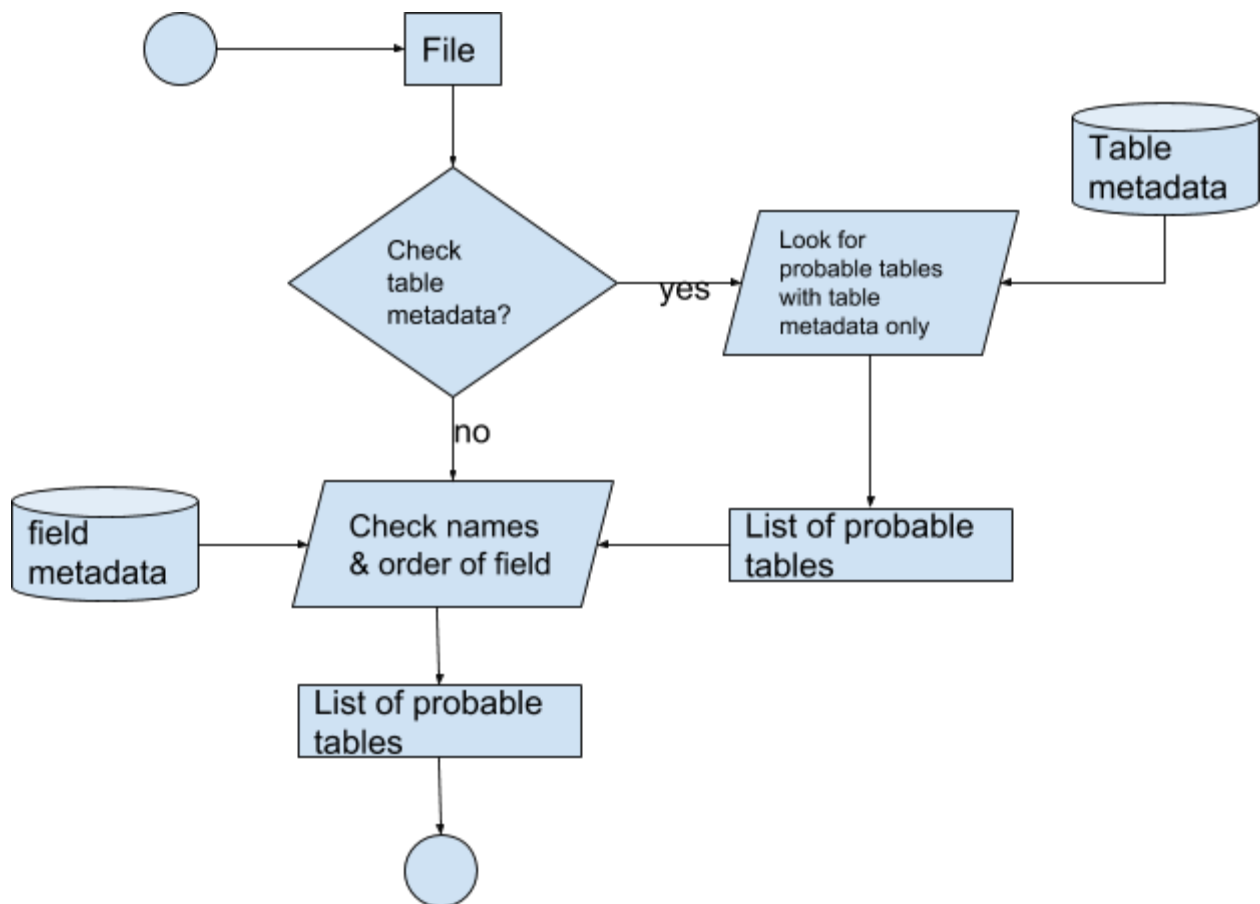 File
Table
metadata
Check
table
metadata?
yes
Look for
probable tables
with table
metadata only
no
field
metadata
Check names
& order of field
List of probable
tables
List of probable
tables